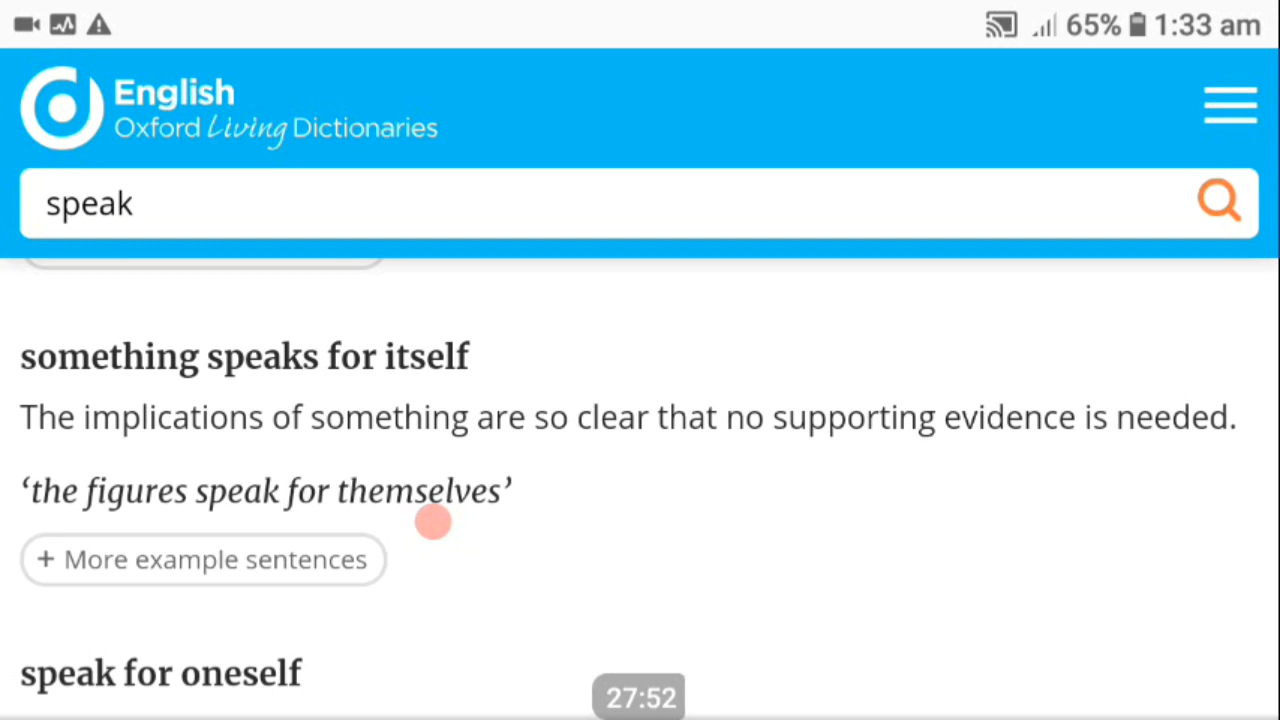 65% 1:33 am
English
Oxford Living Dictionaries
speak
something speaks for itself
The implications of something are so clear that no supporting evidence is needed.
‘the figures speak for themselves’
+ More example sentences
speak for oneself
27:52